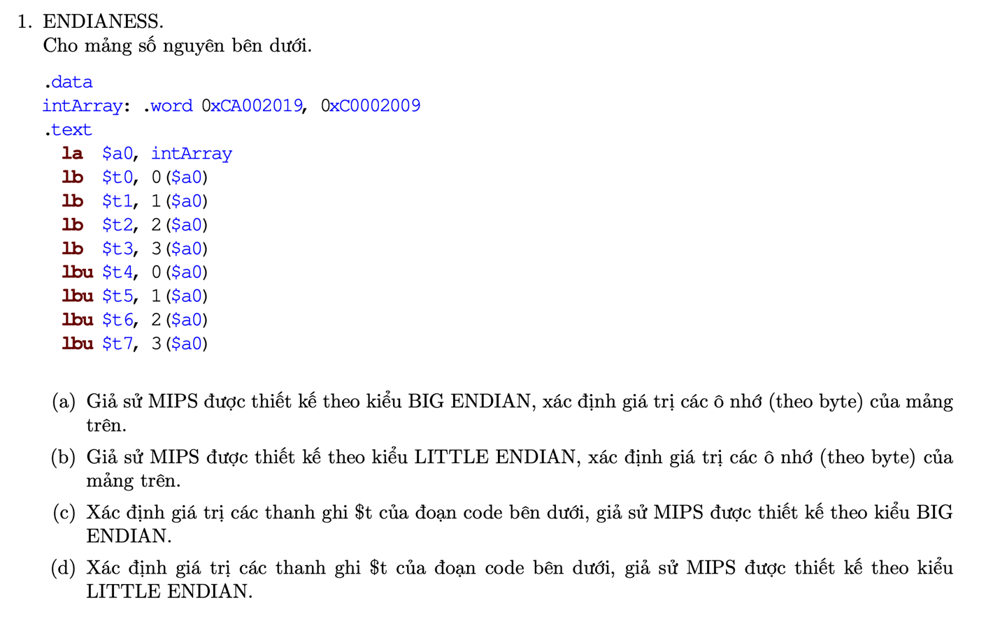 1. ENDIANESS.
Cho mảng số nguyên bên dưới.
.data
intArray: .word 0xCA002019, 0xC0002009
.text
la $a0, intArray
lb $t0, 0($a0)
lb $t1, 1($a0)
lb $t2, 2($a0)
lb $t3, 3($a0)
lbu $t4, 0($a0)
lbu $t5, 1($a0)
lbu $t6, 2($a0)
lbu $t7, 3($a0)
(a) Giả sử MIPS được thiết kế theo kiểu BIG ENDIAN, xác định giá trị các ô nhớ (theo byte) của mảng
trên.
(b) Giả sử MIPS được thiết kế theo kiểu LITTLE ENDIAN, xác định giá trị các ô nhớ (theo byte) của
mảng trên.
(c) Xác định giá trị các thanh ghi $t của đoạn code bên dưới, giả sử MIPS được thiết kế theo kiểu BIG
ENDIAN.
(d) Xác định giá trị các thanh ghi $t của đoạn code bên dưới, giả sử MIPS được thiết kế theo kiểu
LITTLE ENDIAN.